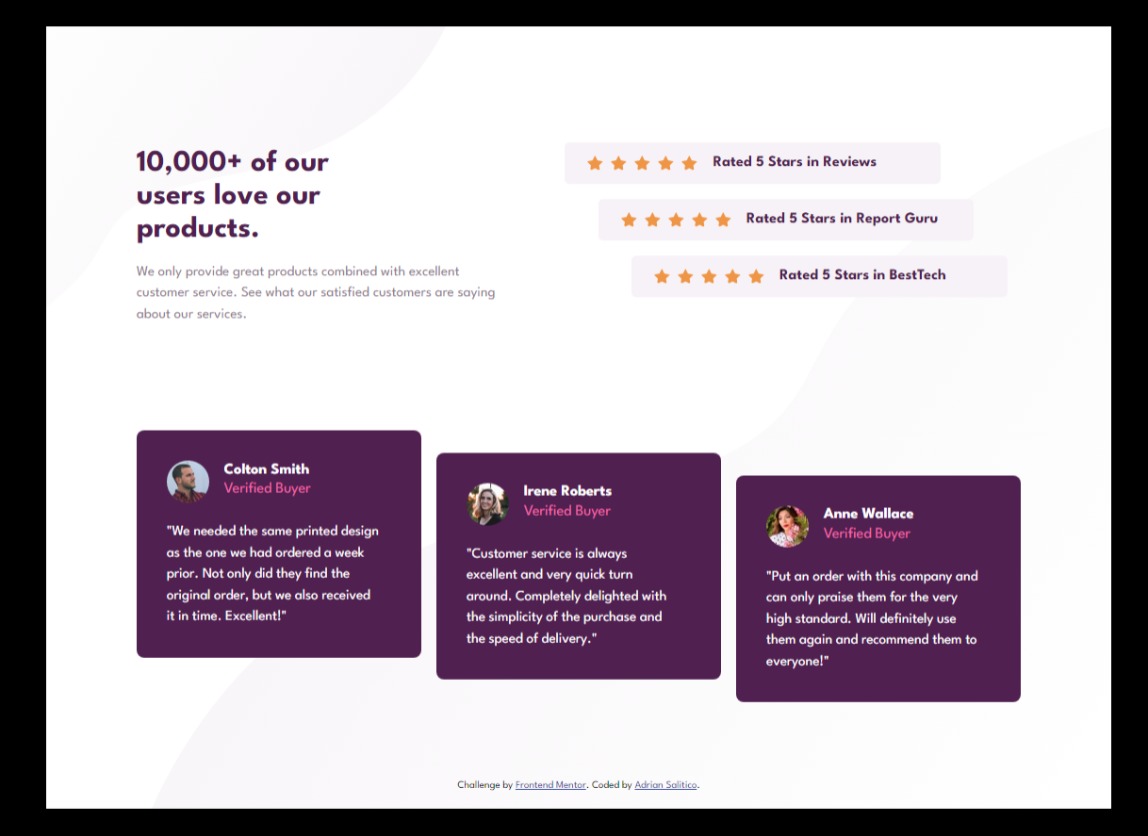 10,000+ of our
users love our
products.
We only provide great products combined with excellent
customer service. See what our satisfied customers are saying
about our services.
Rated 5 Stars in Reviews
Rated 5 Stars in Report Guru
Rated 5 Stars in BestTech
Colton Smith
Verified Buyer
"We needed the same printed design
as the one we had ordered a week
prior. Not only did they find the
original order, but we also received
it in time. Excellent!"
Irene Roberts
Verified Buyer
"Customer service is always
excellent and very quick turn
around. Completely delighted with
the simplicity of the purchase and
the speed of delivery."
Anne Wallace
Verified Buyer
"Put an order with this company and
can only praise them for the very
high standard. Will definitely use
them again and recommend them to
everyone!"
Challenge by Frontend Mentor. Coded by Adrian Salitico.